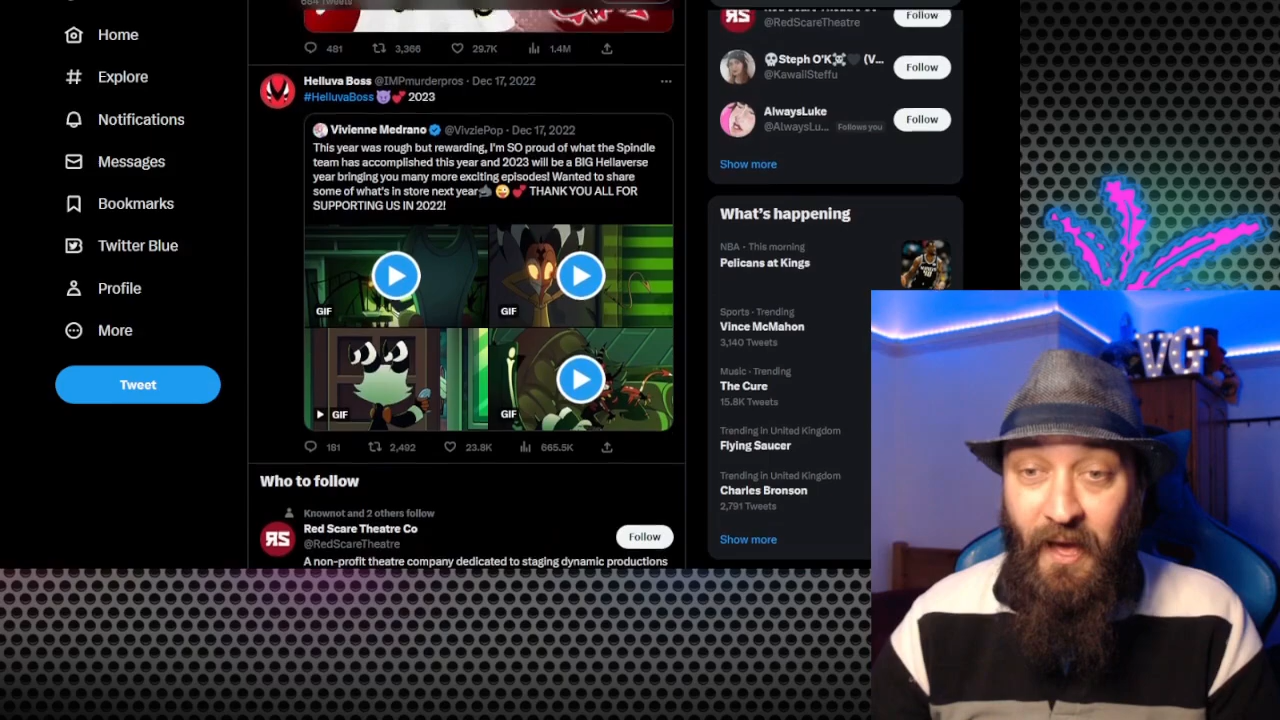 684 Tweets
481 3,366 29.7K 1.4M
Home
Explore
Notifications
Messages
Bookmarks
Twitter Blue
Profile
More
Tweet
Helluva Boss @IMPmurderpros · Dec 17, 2022
#HelluvaBoss 😈💕 2023
Vivienne Medrano @VivziePop · Dec 17, 2022
This year was rough but rewarding, I'm SO proud of what the Spindle
team has accomplished this year and 2023 will be a BIG Hellaverse
year bringing you many more exciting episodes! Wanted to share
some of what's in store next year🦈 😜 💕 THANK YOU ALL FOR
SUPPORTING US IN 2022!
GIF
GIF
GIF
GIF
181 2,492 23.8K 665.5K
Who to follow
Knownot and 2 others follow
ЯS
Red Scare Theatre Co
@RedScareTheatre
Follow
A non-profit theatre company dedicated to staging dynamic productions
ЯS
@RedScareTheatre
Follow
💀Steph O'K☠️🖤 (V...
@KawaiiSteffu
Follow
AlwaysLuke
@AlwaysLu... Follows you
Follow
Show more
What's happening
NBA · This morning
Pelicans at Kings
Sports · Trending
Vince McMahon
3,140 Tweets
Music · Trending
The Cure
15.8K Tweets
Trending in United Kingdom
Flying Saucer
Trending in United Kingdom
Charles Bronson
2,791 Tweets
Show more
VG